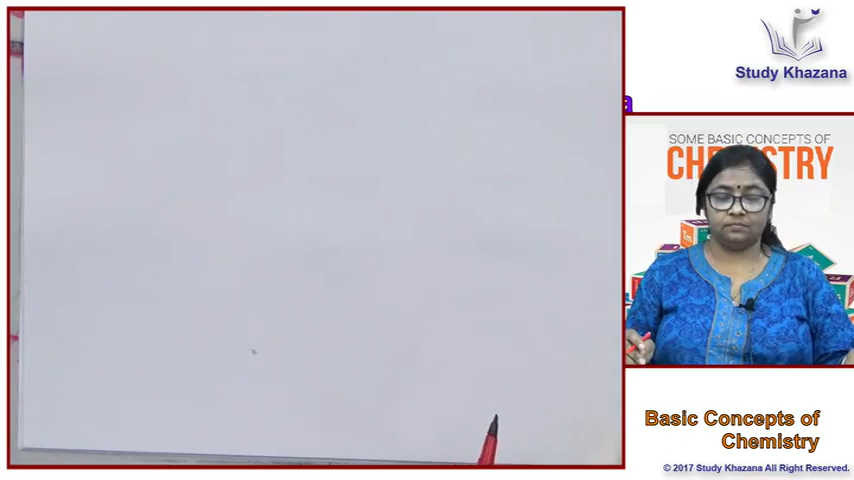 Study Khazana
a
SOME BASIC CONCEPTS OF
CHEMISTRY
Basic Concepts of
Chemistry
© 2017 Study Khazana All Right Reserved.